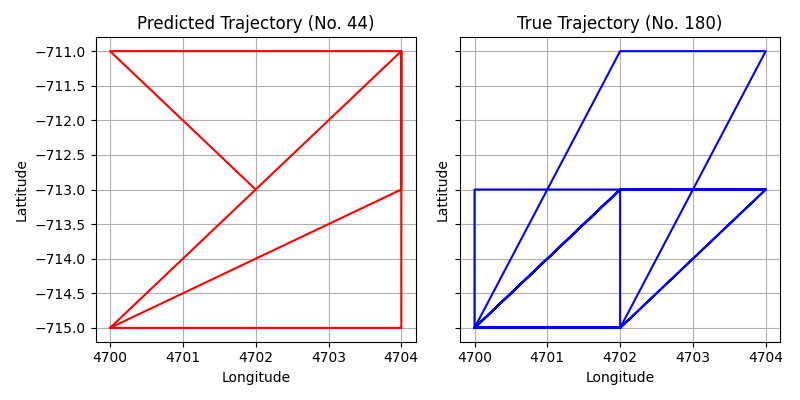 Predicted Trajectory (No. 44)
True Trajectory (No. 180)
−711.0
−711.5
−712.0
−712.5
−713.0
−713.5
−714.0
−714.5
−715.0
Lattitude
Lattitude
4700 4701 4702 4703 4704
4700 4701 4702 4703 4704
Longitude
Longitude